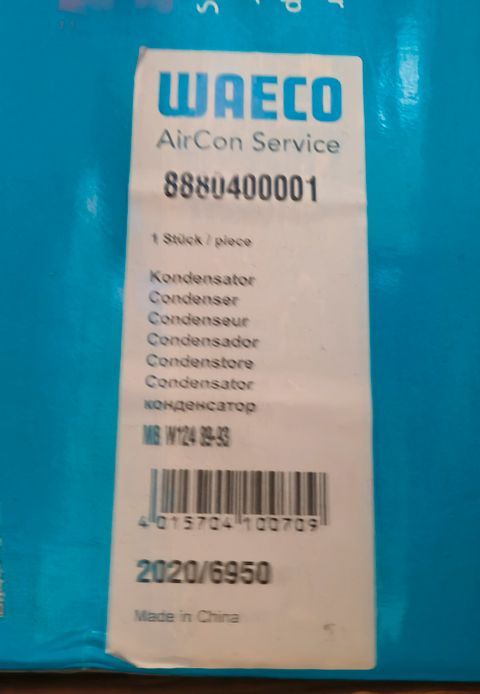 WAECO
AirCon Service
8880400001
1 Stück / piece
Kondensator
Condenser
Condenseur
Condensador
Condenstore
Condensator
конденсатор
MB W124 89-93
4 015704 100709
2020/6950
Made in China